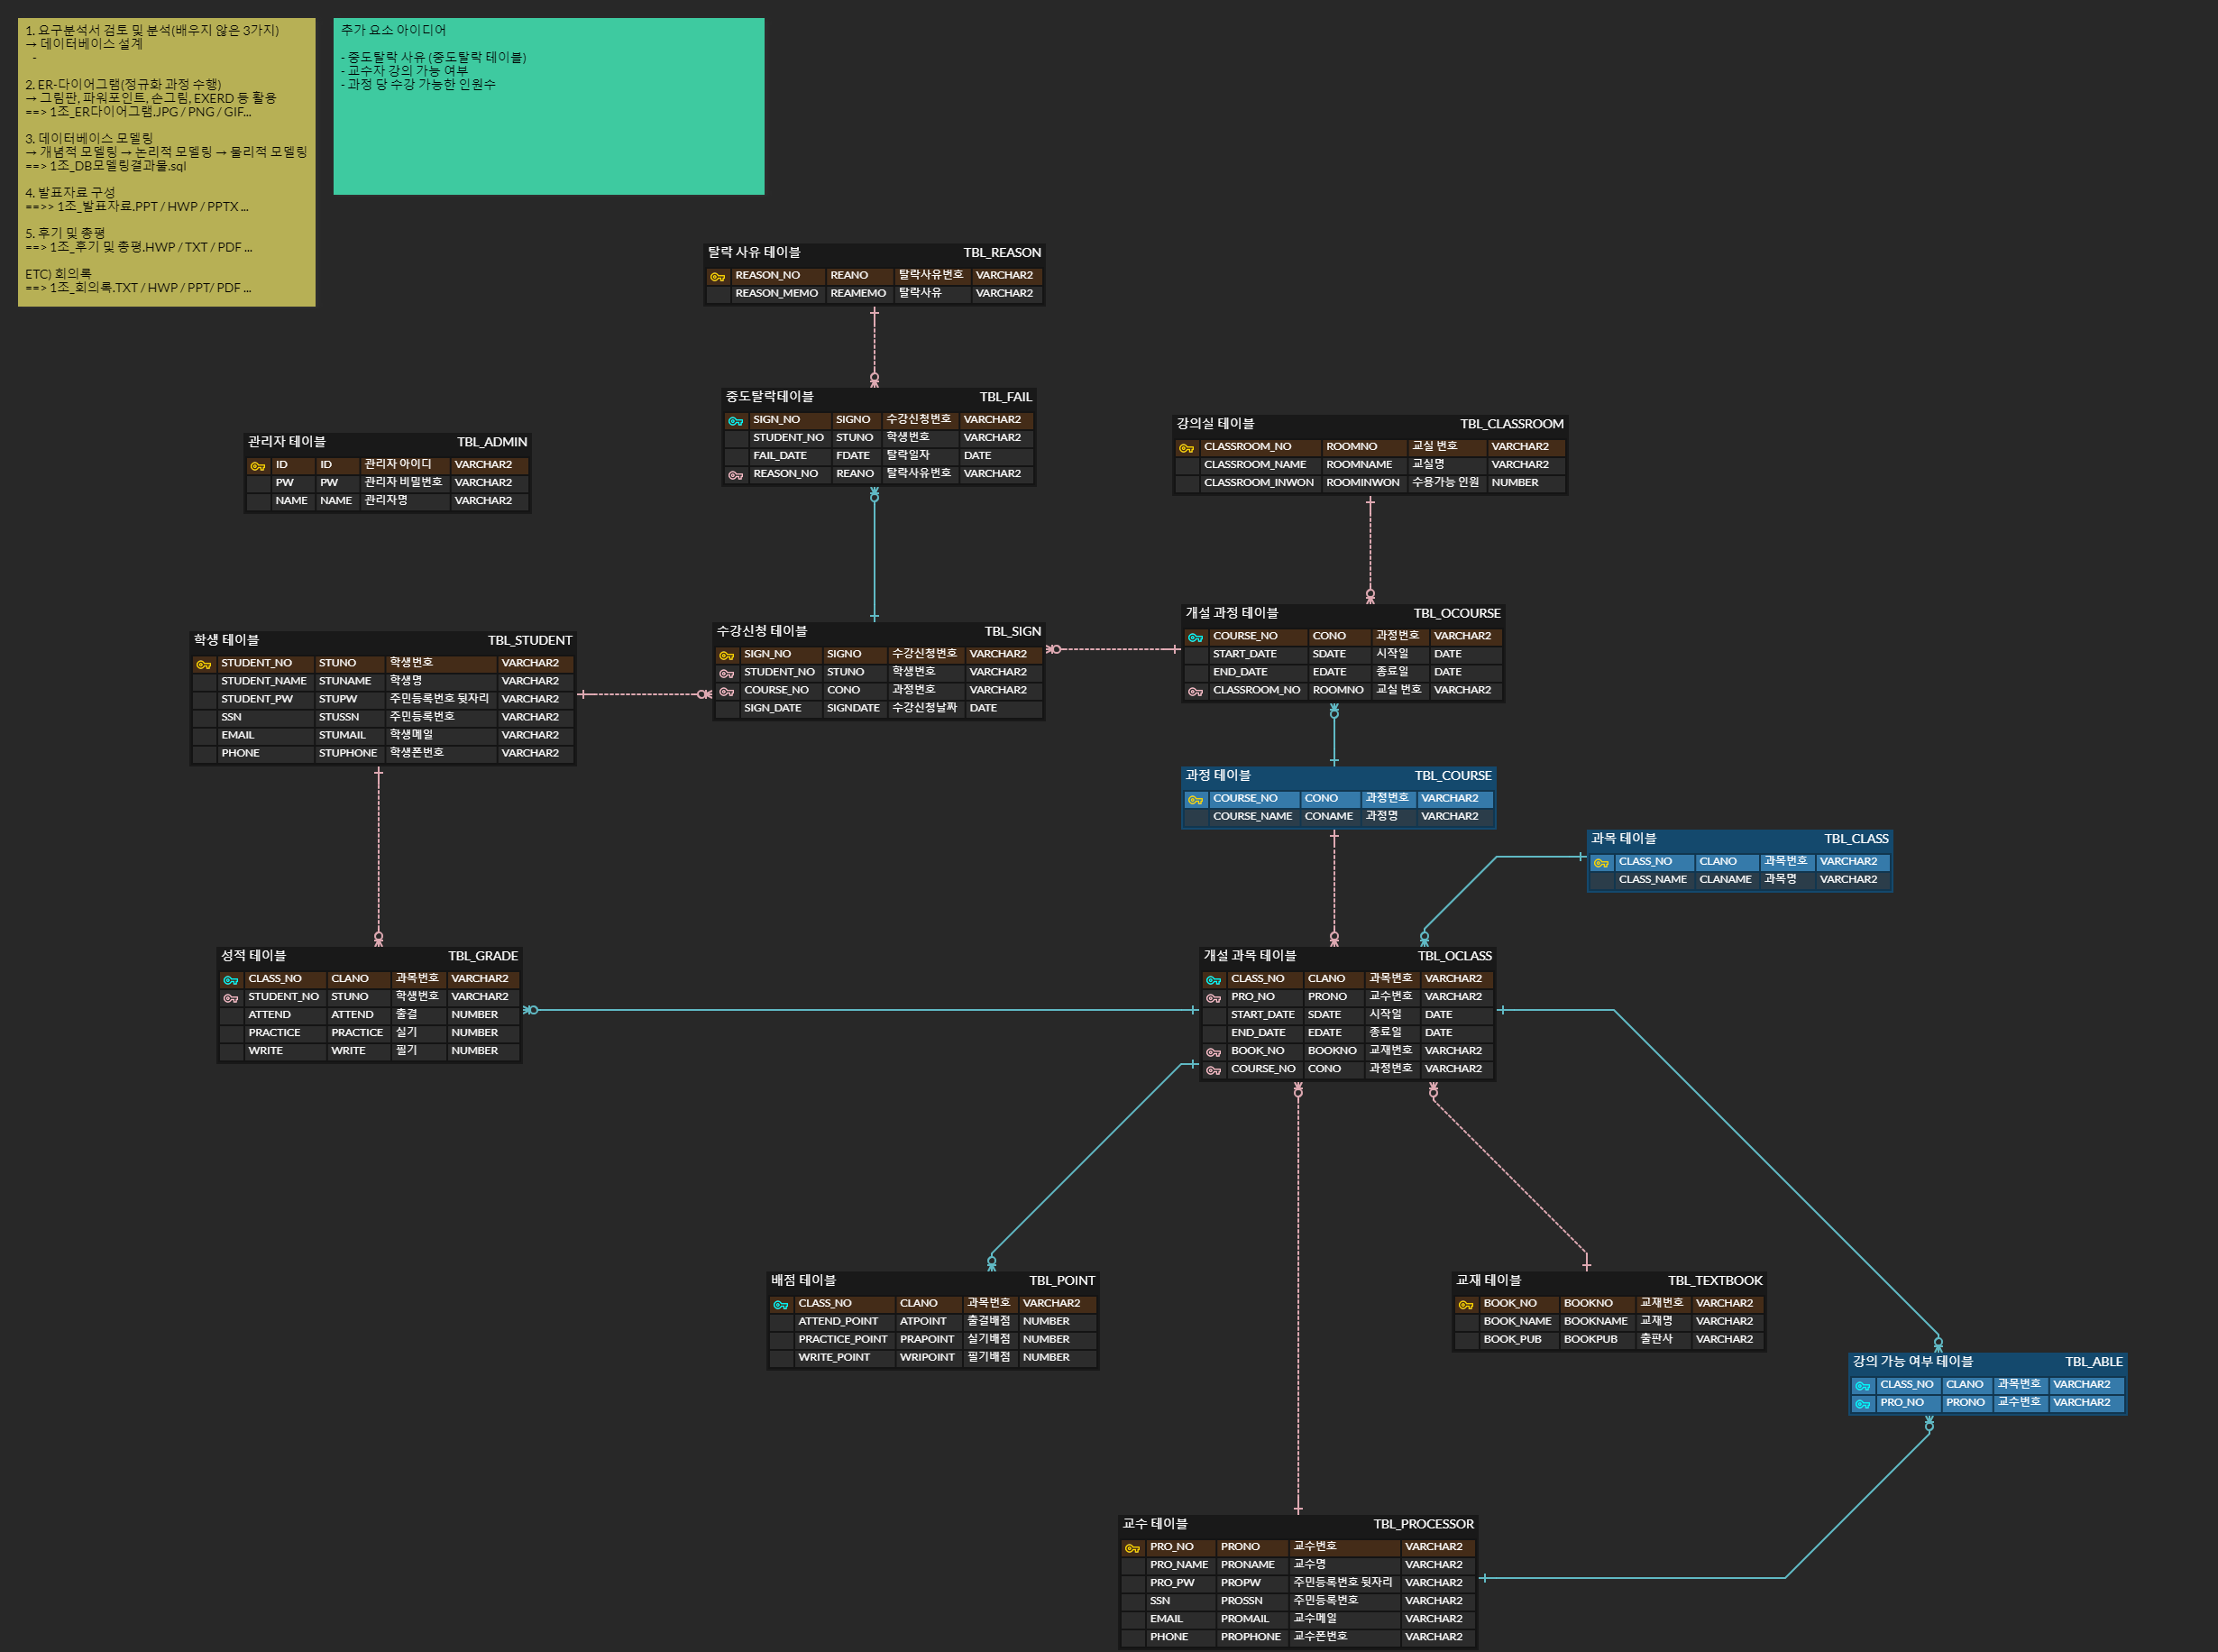 1. 요구분석서 검토 및 분석(배우지 않은 3가지)
→ 데이터베이스 설계
-
2. ER-다이어그램(정규화 과정 수행)
→ 그림판, 파워포인트, 손그림, EXERD 등 활용
==> 1조_ER다이어그램.JPG / PNG / GIF...
3. 데이터베이스 모델링
→ 개념적 모델링 → 논리적 모델링 → 물리적 모델링
==> 1조_DB모델링결과물.sql
4. 발표자료 구성
==>> 1조_발표자료.PPT / HWP / PPTX ...
5. 후기 및 총평
==> 1조_후기 및 총평.HWP / TXT / PDF ...
ETC) 회의록
==> 1조_회의록.TXT / HWP / PPT/ PDF ...
추가 요소 아이디어
- 중도탈락 사유 (중도탈락 테이블)
- 교수자 강의 가능 여부
- 과정 당 수강 가능한 인원수
탈락 사유 테이블 TBL_REASON
REASON_NO REANO 탈락사유번호 VARCHAR2
REASON_MEMO REAMEMO 탈락사유 VARCHAR2
중도탈락테이블 TBL_FAIL
SIGN_NO SIGNO 수강신청번호 VARCHAR2
STUDENT_NO STUNO 학생번호 VARCHAR2
FAIL_DATE FDATE 탈락일자 DATE
REASON_NO REANO 탈락사유번호 VARCHAR2
강의실 테이블 TBL_CLASSROOM
CLASSROOM_NO ROOMNO 교실 번호 VARCHAR2
CLASSROOM_NAME ROOMNAME 교실명 VARCHAR2
CLASSROOM_INWON ROOMINWON 수용가능 인원 NUMBER
관리자 테이블 TBL_ADMIN
ID ID 관리자 아이디 VARCHAR2
PW PW 관리자 비밀번호 VARCHAR2
NAME NAME 관리자명 VARCHAR2
개설 과정 테이블 TBL_OCOURSE
COURSE_NO CONO 과정번호 VARCHAR2
START_DATE SDATE 시작일 DATE
END_DATE EDATE 종료일 DATE
CLASSROOM_NO ROOMNO 교실 번호 VARCHAR2
수강신청 테이블 TBL_SIGN
SIGN_NO SIGNO 수강신청번호 VARCHAR2
STUDENT_NO STUNO 학생번호 VARCHAR2
COURSE_NO CONO 과정번호 VARCHAR2
SIGN_DATE SIGNDATE 수강신청날짜 DATE
학생 테이블 TBL_STUDENT
STUDENT_NO STUNO 학생번호 VARCHAR2
STUDENT_NAME STUNAME 학생명 VARCHAR2
STUDENT_PW STUPW 주민등록번호 뒷자리 VARCHAR2
SSN STUSSN 주민등록번호 VARCHAR2
EMAIL STUMAIL 학생메일 VARCHAR2
PHONE STUPHONE 학생폰번호 VARCHAR2
과정 테이블 TBL_COURSE
COURSE_NO CONO 과정번호 VARCHAR2
COURSE_NAME CONAME 과정명 VARCHAR2
과목 테이블 TBL_CLASS
CLASS_NO CLANO 과목번호 VARCHAR2
CLASS_NAME CLANAME 과목명 VARCHAR2
성적 테이블 TBL_GRADE
CLASS_NO CLANO 과목번호 VARCHAR2
STUDENT_NO STUNO 학생번호 VARCHAR2
ATTEND ATTEND 출결 NUMBER
PRACTICE PRACTICE 실기 NUMBER
WRITE WRITE 필기 NUMBER
개설 과목 테이블 TBL_OCLASS
CLASS_NO CLANO 과목번호 VARCHAR2
PRO_NO PRONO 교수번호 VARCHAR2
START_DATE SDATE 시작일 DATE
END_DATE EDATE 종료일 DATE
BOOK_NO BOOKNO 교재번호 VARCHAR2
COURSE_NO CONO 과정번호 VARCHAR2
배점 테이블 TBL_POINT
CLASS_NO CLANO 과목번호 VARCHAR2
ATTEND_POINT ATPOINT 출결배점 NUMBER
PRACTICE_POINT PRAPOINT 실기배점 NUMBER
WRITE_POINT WRIPOINT 필기배점 NUMBER
교재 테이블 TBL_TEXTBOOK
BOOK_NO BOOKNO 교재번호 VARCHAR2
BOOK_NAME BOOKNAME 교재명 VARCHAR2
BOOK_PUB BOOKPUB 출판사 VARCHAR2
강의 가능 여부 테이블 TBL_ABLE
CLASS_NO CLANO 과목번호 VARCHAR2
PRO_NO PRONO 교수번호 VARCHAR2
교수 테이블 TBL_PROCESSOR
PRO_NO PRONO 교수번호 VARCHAR2
PRO_NAME PRONAME 교수명 VARCHAR2
PRO_PW PROPW 주민등록번호 뒷자리 VARCHAR2
SSN PROSSN 주민등록번호 VARCHAR2
EMAIL PROMAIL 교수메일 VARCHAR2
PHONE PROPHONE 교수폰번호 VARCHAR2